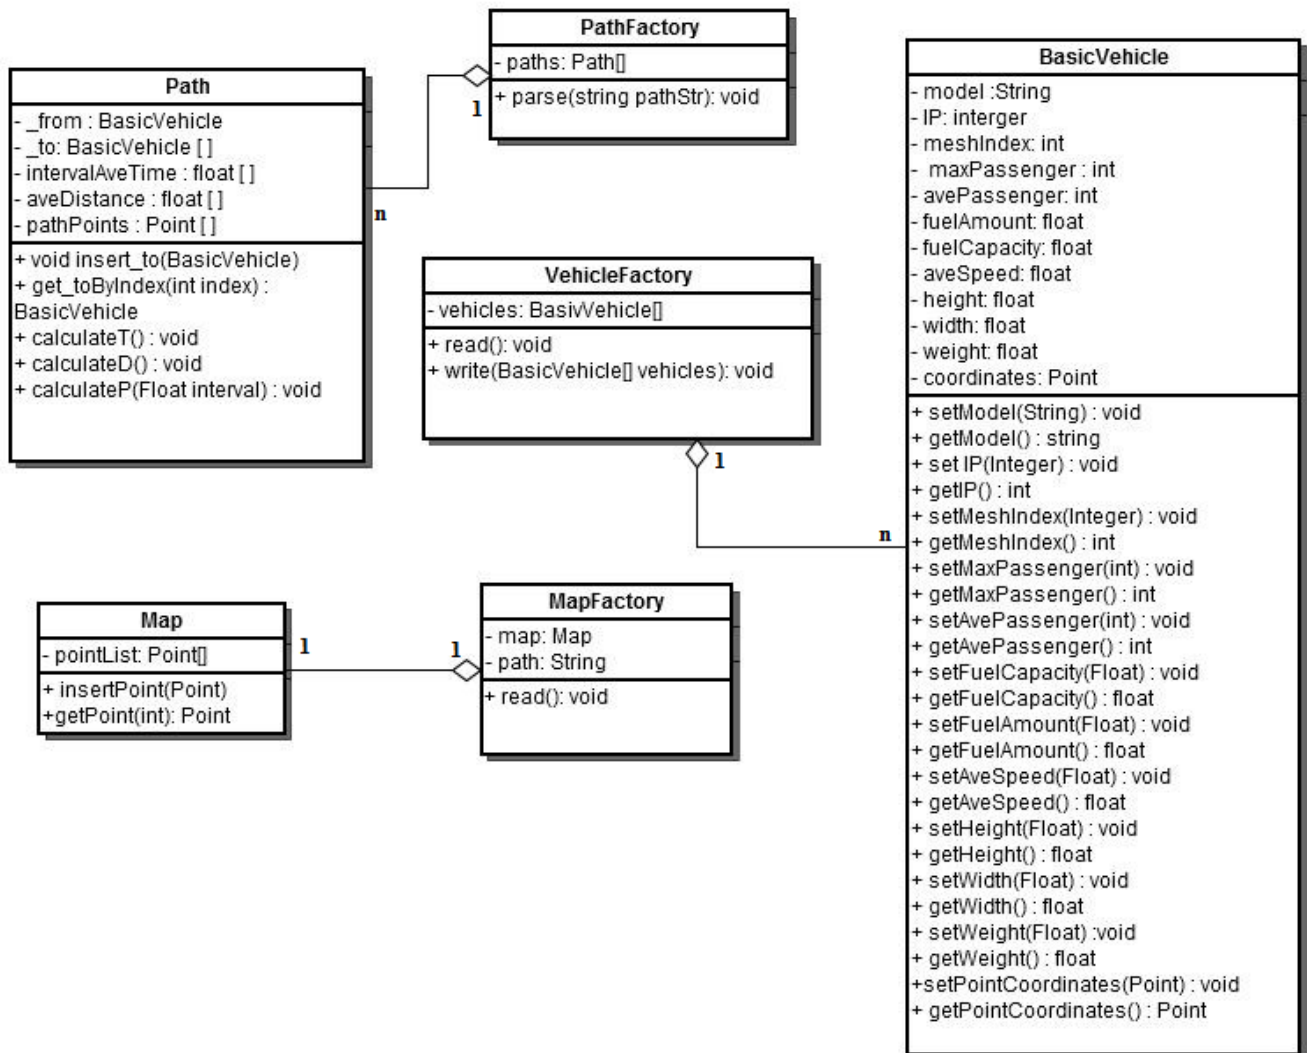 PathFactory
- paths: Path[]
+ parse(string pathStr): void
1
Path
- _from : BasicVehicle
- _to: BasicVehicle [ ]
- intervalAveTime : float [ ]
- aveDistance : float [ ]
- pathPoints : Point [ ]
+ void insert_to(BasicVehicle)
+ get_toByIndex(int index) :
BasicVehicle
+ calculateT() : void
+ calculateD() : void
+ calculateP(Float interval) : void
n
VehicleFactory
- vehicles: BasivVehicle[]
+ read(): void
+ write(BasicVehicle[] vehicles): void
1
n
Map
- pointList: Point[]
+ insertPoint(Point)
+getPoint(int): Point
1
1
MapFactory
- map: Map
- path: String
+ read(): void
BasicVehicle
- model :String
- IP: interger
- meshIndex: int
- maxPassenger : int
- avePassenger: int
- fuelAmount: float
- fuelCapacity: float
- aveSpeed: float
- height: float
- width: float
- weight: float
- coordinates: Point
+ setModel(String) : void
+ getModel() : string
+ set IP(Integer) : void
+ getIP() : int
+ setMeshIndex(Integer) : void
+ getMeshIndex() : int
+ setMaxPassenger(int) : void
+ getMaxPassenger() : int
+ setAvePassenger(int) : void
+ getAvePassenger() : int
+ setFuelCapacity(Float) : void
+ getFuelCapacity() : float
+ setFuelAmount(Float) : void
+ getFuelAmount() : float
+ setAveSpeed(Float) : void
+ getAveSpeed() : float
+ setHeight(Float) : void
+ getHeight() : float
+ setWidth(Float) : void
+ getWidth() : float
+ setWeight(Float) :void
+ getWeight() : float
+setPointCoordinates(Point) : void
+ getPointCoordinates() : Point